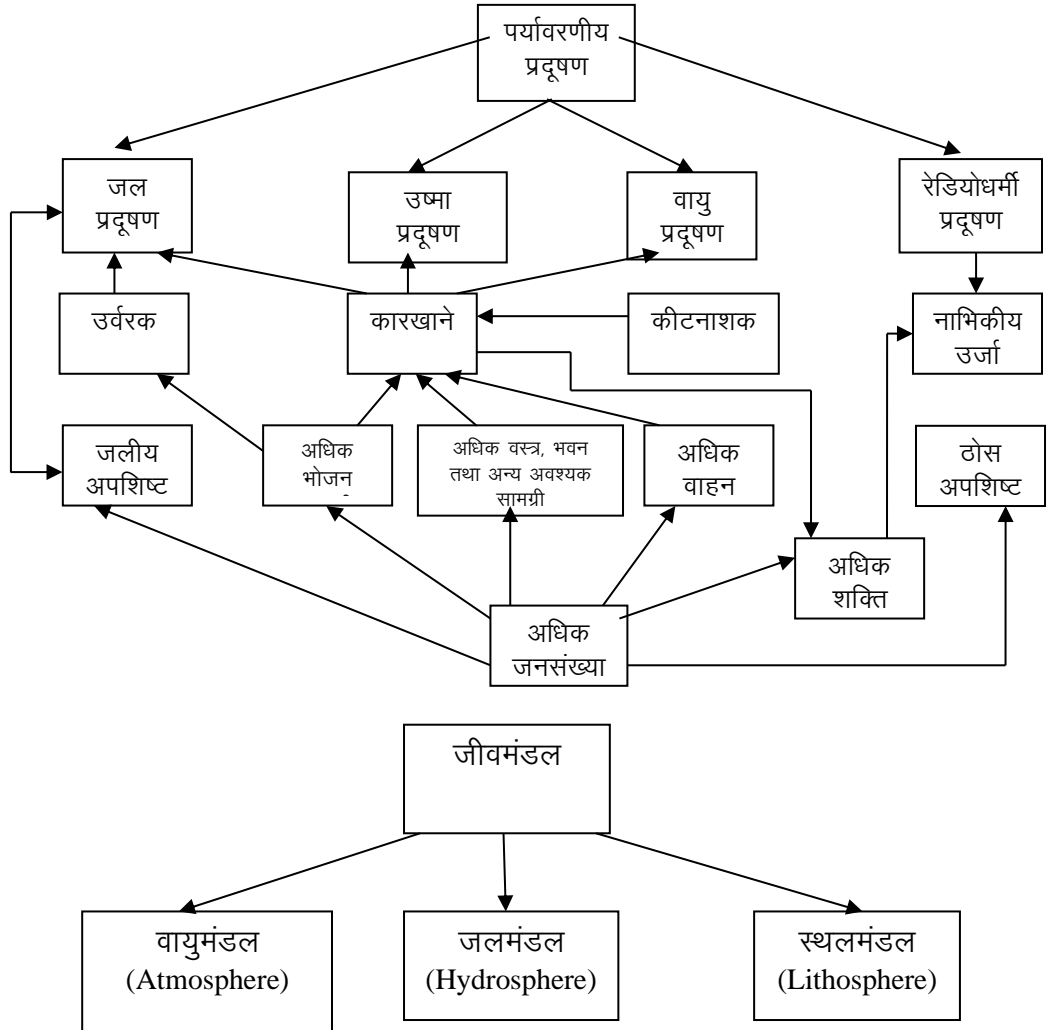 पर्यावरणीय
प्रदूषण
जल
प्रदूषण
उष्मा
प्रदूषण
वायु
प्रदूषण
रेडियोधर्मी
प्रदूषण
उर्वरक
कारखाने
कीटनाशक
नाभिकीय
उर्जा
जलीय
अपशिष्ट
अधिक
भोजन
अधिक वस्त्र, भवन
तथा अन्य अवश्यक
सामग्री
अधिक
वाहन
ठोस
अपशिष्ट
अधिक
शक्ति
अधिक
जनसंख्या
जीवमंडल
वायुमंडल
(Atmosphere)
जलमंडल
(Hydrosphere)
स्थलमंडल
(Lithosphere)